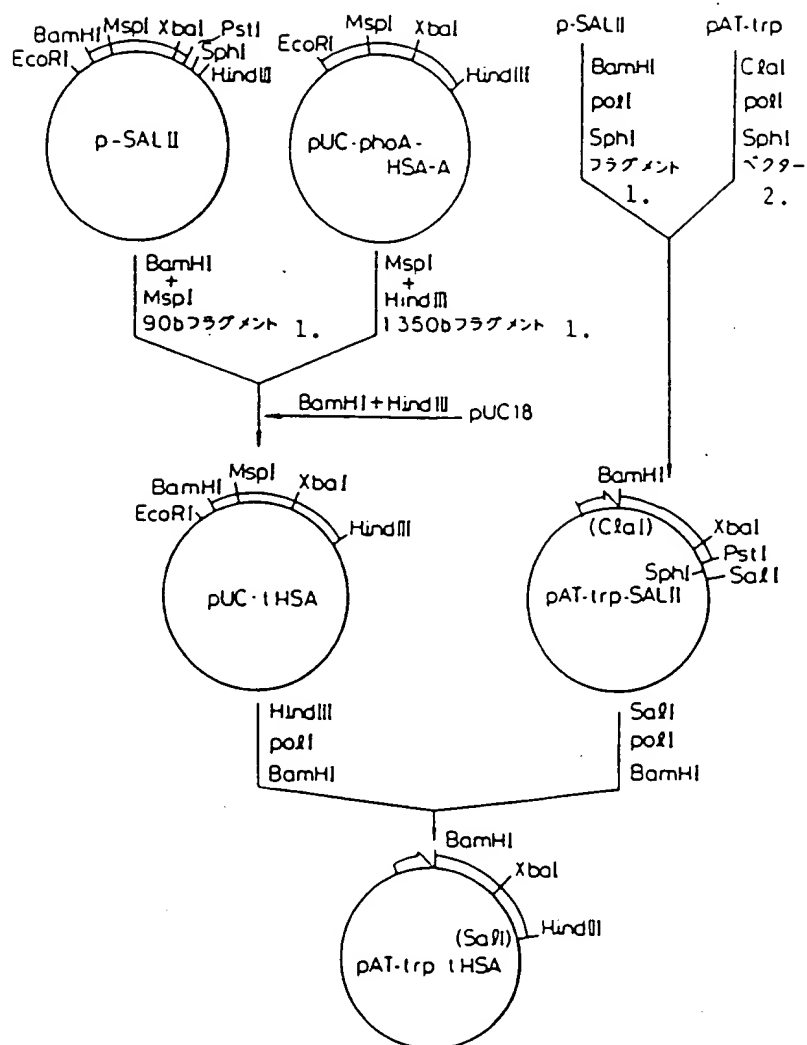 BamHI
MspI
XbaI
PstI
SphI
EcoRI
HindIII
p-SALII
MspI
XbaI
EcoRI
HindIII
pUC-phoA-
HSA-A
p-SALII
BamHI
polI
SphI
フラグメント
1.
pAT-trp
ClaI
polI
SphI
ベクター
2.
BamHI
+
MspI
90bフラグメント 1.
MspI
+
HindIII
1350bフラグメント 1.
BamHI+HindIII
pUC18
BamHI
MspI
XbaI
EcoRI
HindIII
pUC-tHSA
BamHI
(ClaI)
XbaI
PstI
SphI
SalI
pAT-trp-SALII
HindIII
polI
BamHI
SalI
polI
BamHI
BamHI
XbaI
(SalI)
HindIII
pAT-trp tHSA